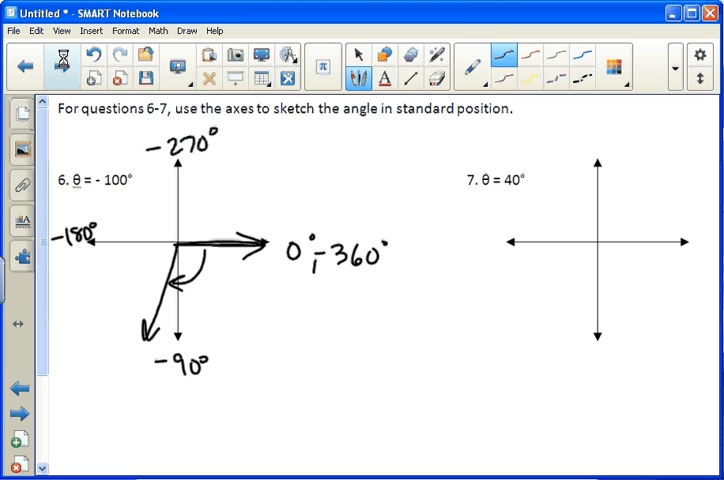 Untitled * - SMART Notebook
File Edit View Insert Format Math Draw Help
π
A
For questions 6-7, use the axes to sketch the angle in standard position.
-270°
6. θ = - 100°
7. θ = 40°
-180°
0°, -360°
-90°